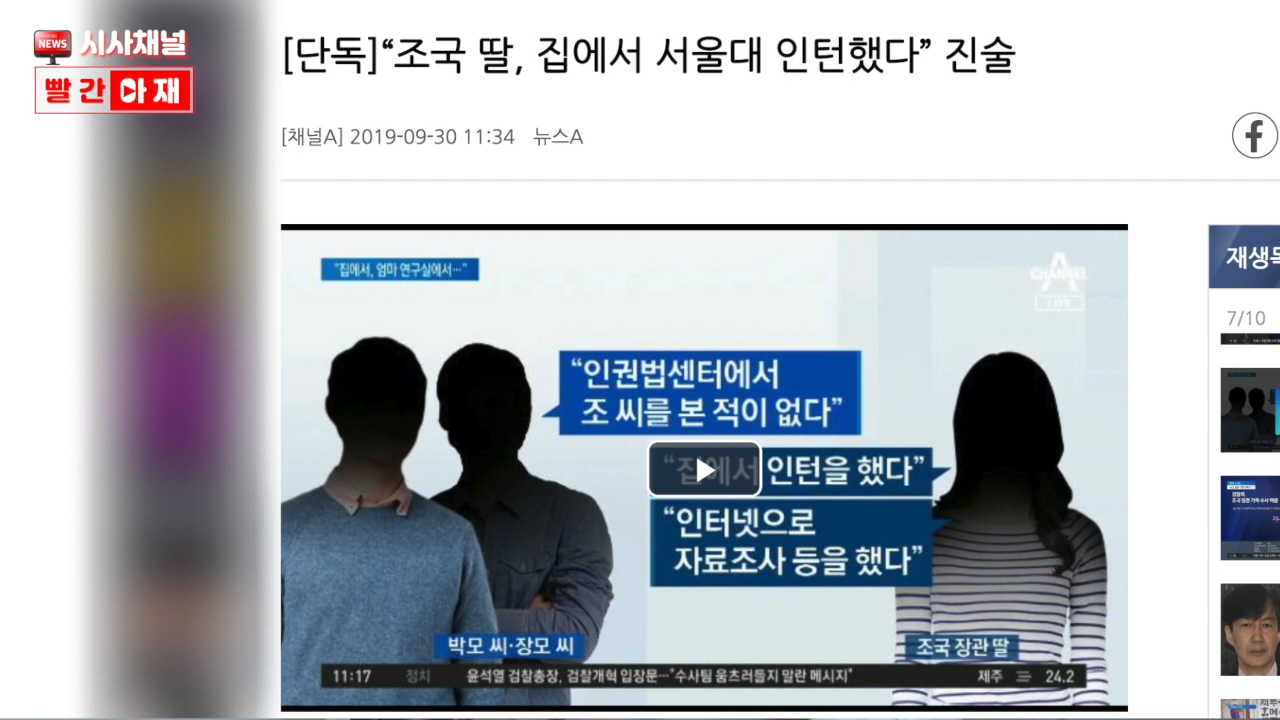 NEWS 시사채널
빨간아재
[단독]“조국 딸, 집에서 서울대 인턴했다” 진술
[채널A] 2019-09-30 11:34 뉴스A
재생목
7/10
“집에서, 엄마 연구실에서…”
CHANNEL A
LIVE
“인권법센터에서
조 씨를 본 적이 없다”
“집에서 인턴을 했다”
“인터넷으로
자료조사 등을 했다”
박모 씨·장모 씨
조국 장관 딸
11:17 정치 윤석열 검찰총장, 검찰개혁 입장문…"수사팀 움츠러들지 말란 메시지" 제주 24.2